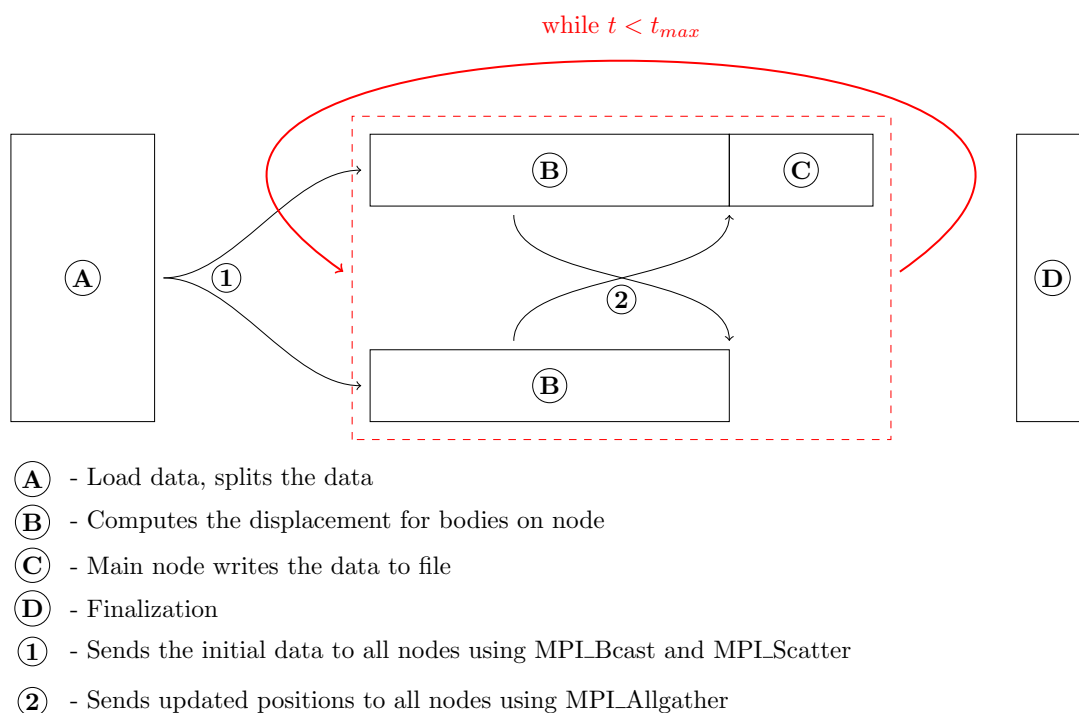 while t < t_max
B C
A 1 D
2
B
A - Load data, splits the data
B - Computes the displacement for bodies on node
C - Main node writes the data to file
D - Finalization
1 - Sends the initial data to all nodes using MPI_Bcast and MPI_Scatter
2 - Sends updated positions to all nodes using MPI_Allgather